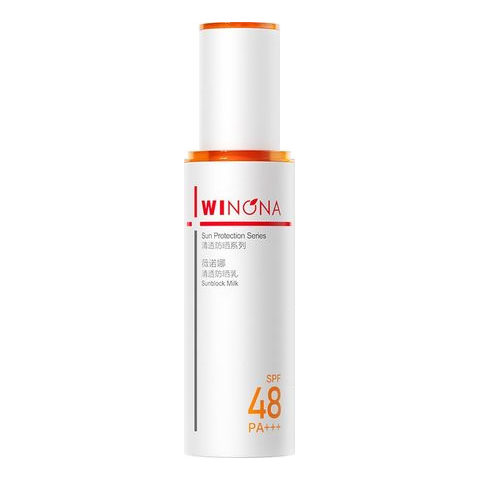 WINONA
Sun Protection Series
清透防晒系列
薇诺娜
清透防晒乳
Sunblock Milk
SPF
48
PA+++